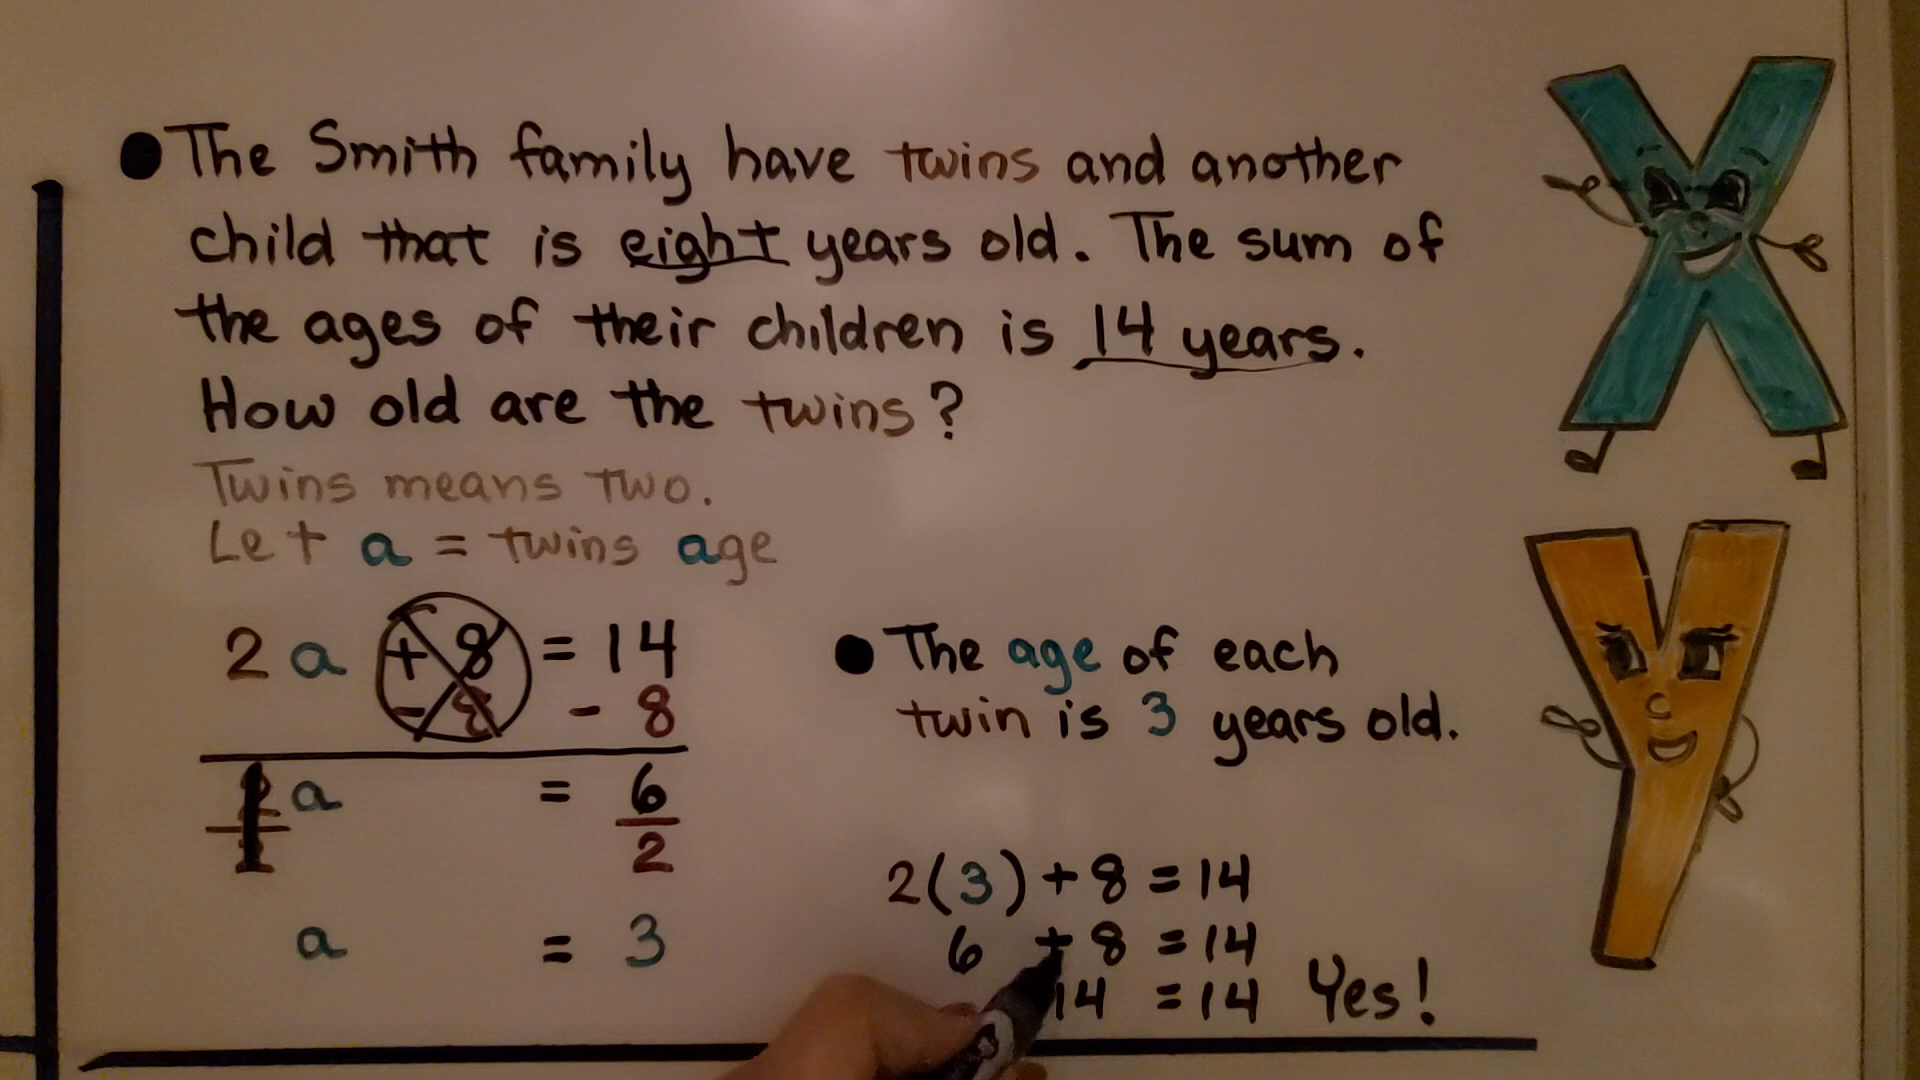 The Smith family have twins and another
child that is eight years old. The sum of
the ages of their children is 14 years.
How old are the twins?
Twins means two.
Let a = twins age
2a + 8 = 14
- 8 - 8
2a = 6
2 2
a = 3
The age of each
twin is 3 years old.
2(3) + 8 = 14
6 + 8 = 14
14 = 14 Yes!
X
Y